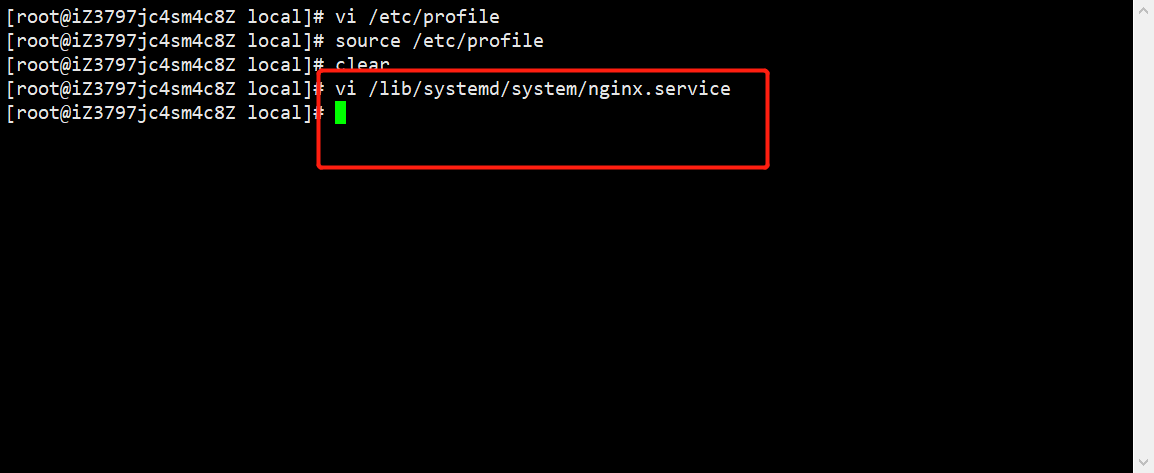 [root@iZ3797jc4sm4c8Z local]# vi /etc/profile
[root@iZ3797jc4sm4c8Z local]# source /etc/profile
[root@iZ3797jc4sm4c8Z local]# clear
[root@iZ3797jc4sm4c8Z local]# vi /lib/systemd/system/nginx.service
[root@iZ3797jc4sm4c8Z local]#